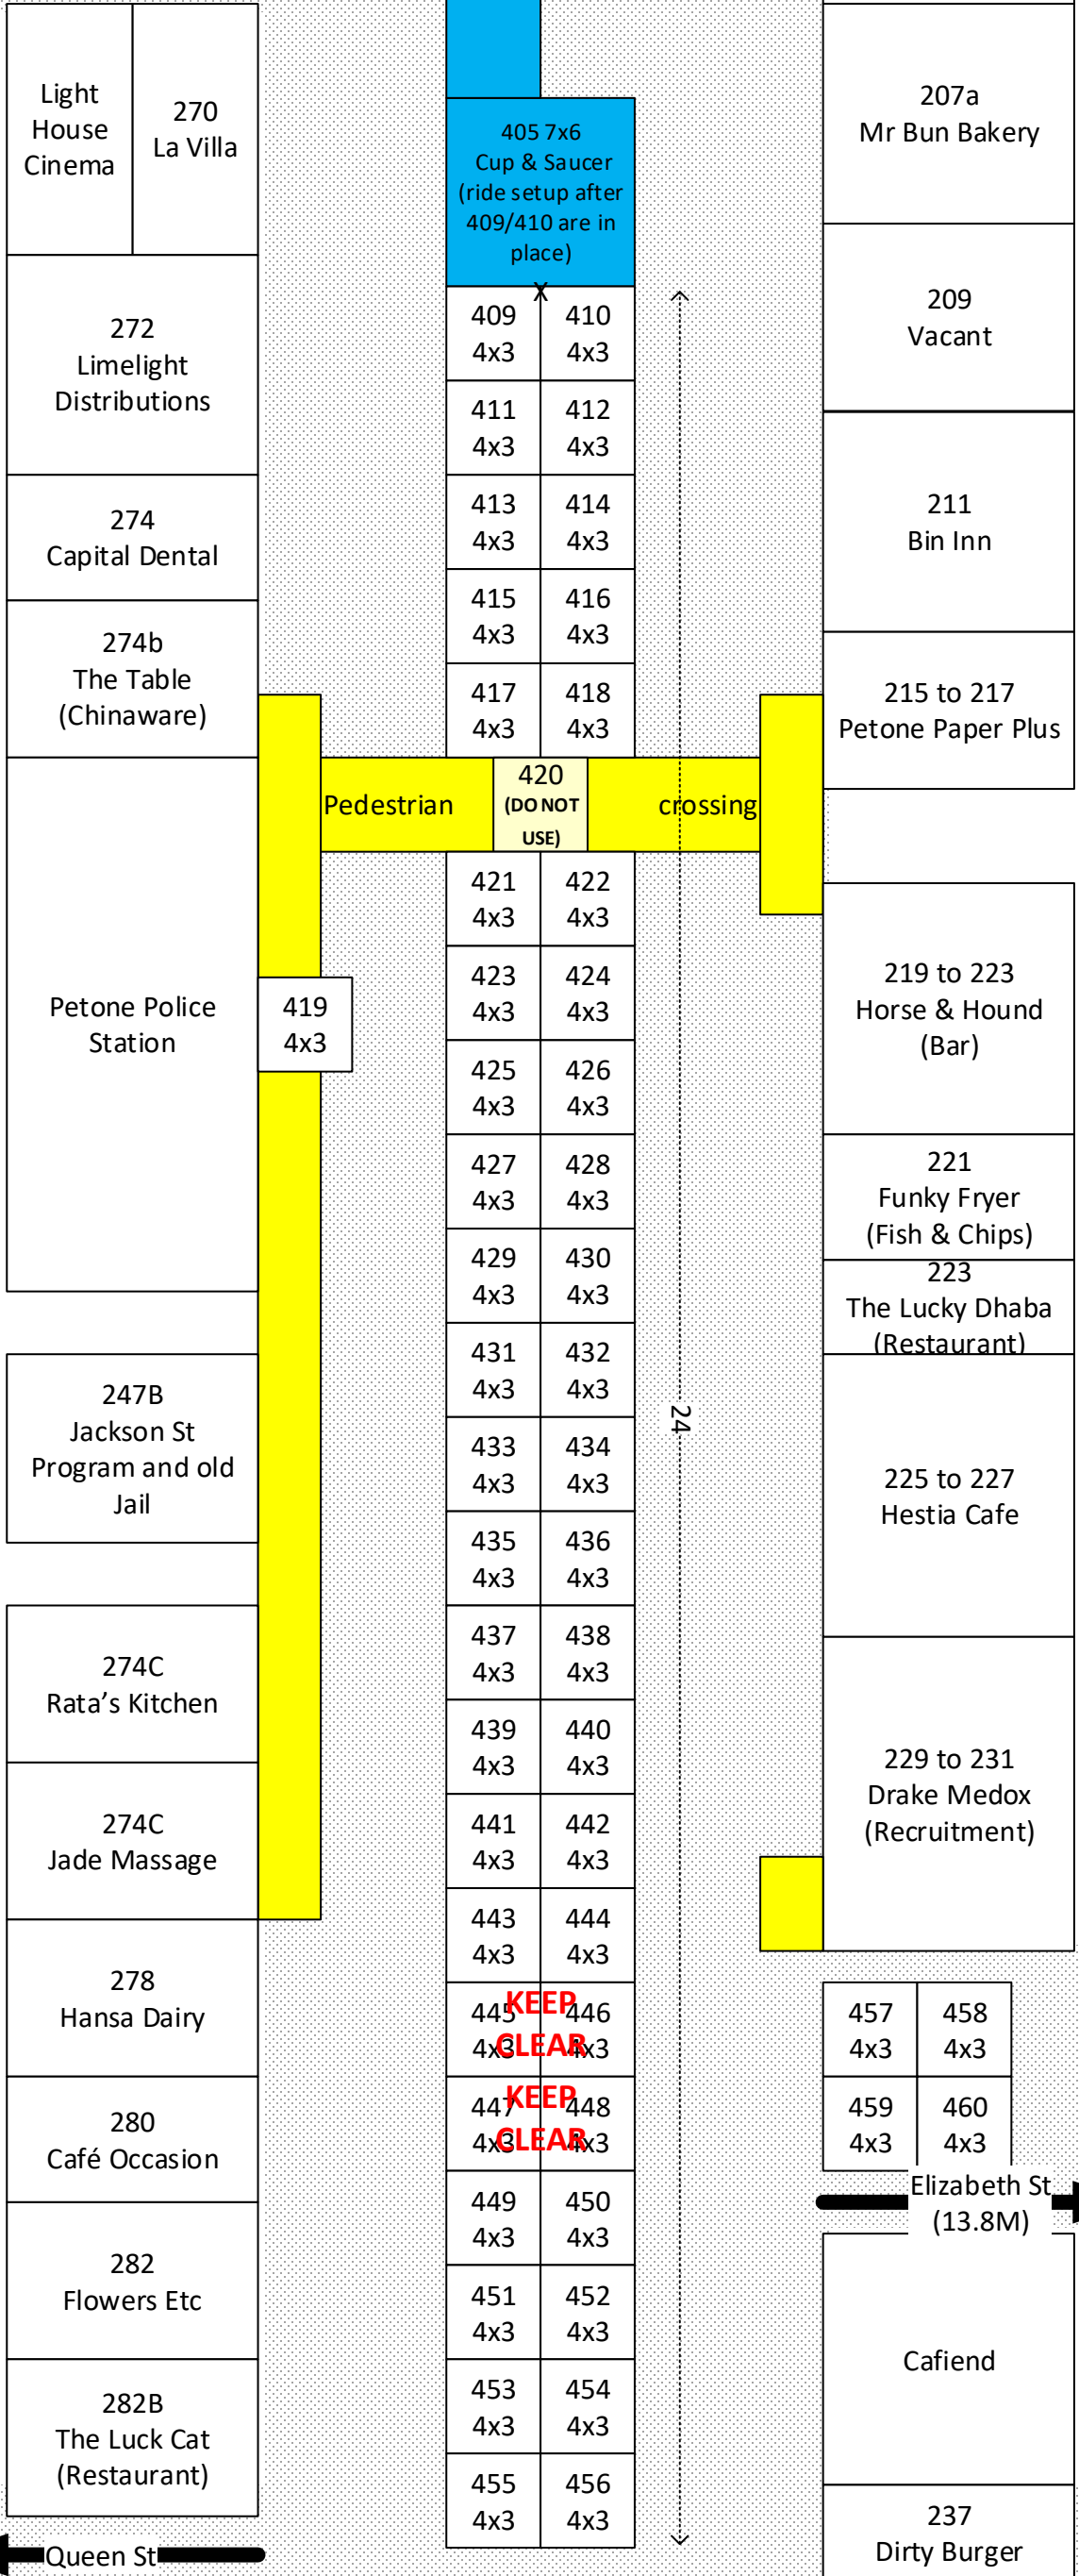 Light
House
Cinema
270
La Villa
272
Limelight
Distributions
274
Capital Dental
274b
The Table
(Chinaware)
Petone Police
Station
247B
Jackson St
Program and old
Jail
274C
Rata’s Kitchen
274C
Jade Massage
278
Hansa Dairy
280
Café Occasion
282
Flowers Etc
282B
The Luck Cat
(Restaurant)
Queen St
419
4x3
405 7x6
Cup & Saucer
(ride setup after
409/410 are in
place)
X
409 410
4x3 4x3
411 412
4x3 4x3
413 414
4x3 4x3
415 416
4x3 4x3
417 418
4x3 4x3
Pedestrian crossing
420
(DO NOT
USE)
421 422
4x3 4x3
423 424
4x3 4x3
425 426
4x3 4x3
427 428
4x3 4x3
429 430
4x3 4x3
431 432
4x3 4x3
433 434
4x3 4x3
435 436
4x3 4x3
437 438
4x3 4x3
439 440
4x3 4x3
441 442
4x3 4x3
443 444
4x3 4x3
445 446
4x3 4x3
KEEP
CLEAR
447 448
4x3 4x3
KEEP
CLEAR
449 450
4x3 4x3
451 452
4x3 4x3
453 454
4x3 4x3
455 456
4x3 4x3
24
207a
Mr Bun Bakery
209
Vacant
211
Bin Inn
215 to 217
Petone Paper Plus
219 to 223
Horse & Hound
(Bar)
221
Funky Fryer
(Fish & Chips)
223
The Lucky Dhaba
(Restaurant)
225 to 227
Hestia Cafe
229 to 231
Drake Medox
(Recruitment)
457 458
4x3 4x3
459 460
4x3 4x3
Elizabeth St
(13.8M)
Cafiend
237
Dirty Burger